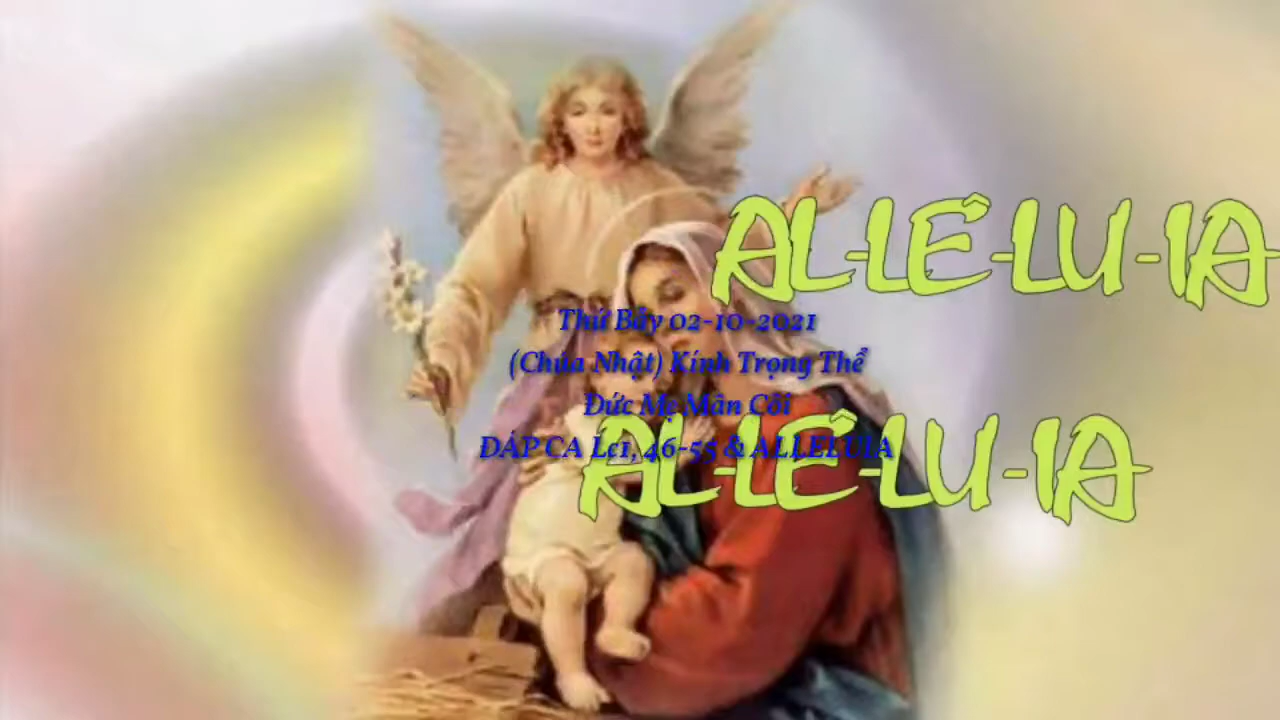 AL-LÊ-LU-IA
Thứ Bảy 02-10-2021
(Chúa Nhật) Kính Trọng Thể
Đức Mẹ Mân Côi
ĐÁP CA Lc1, 46-55 & ALLELUIA
AL-LÊ-LU-IA